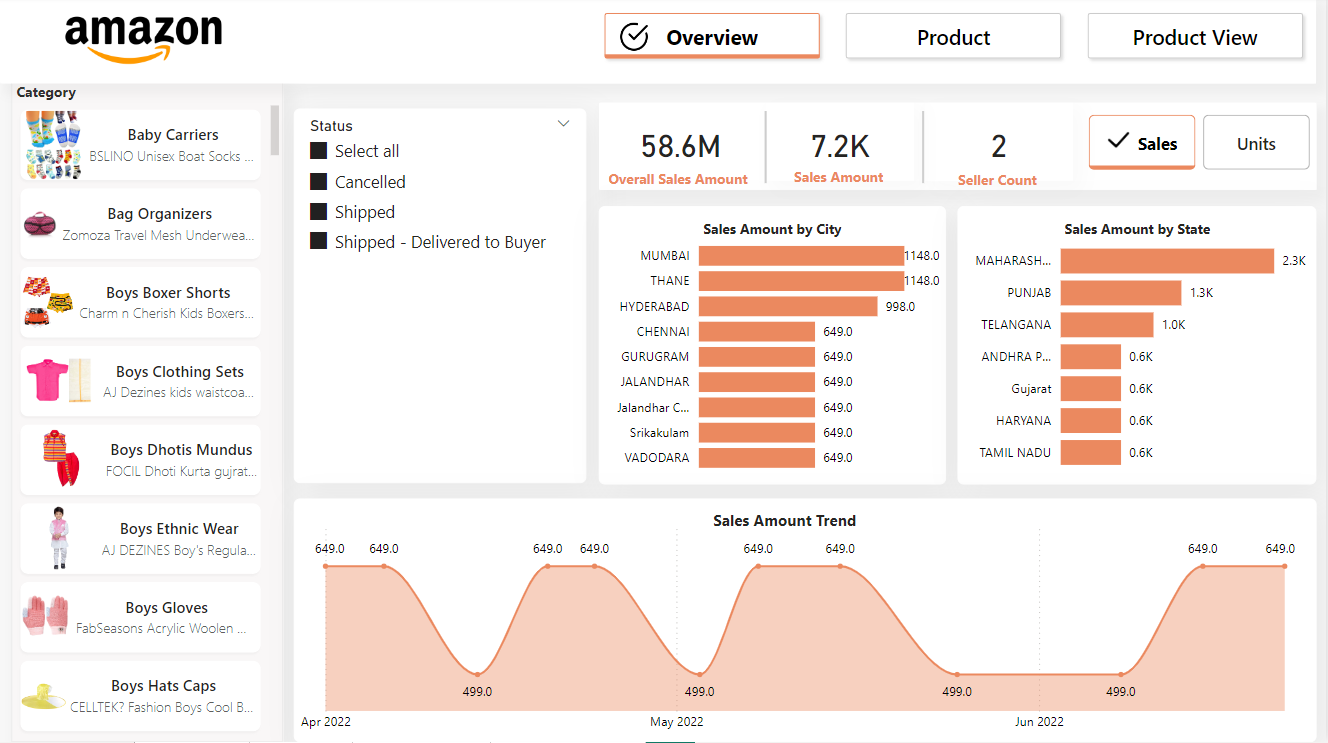 amazon
Overview
Product
Product View
Category
Baby Carriers
BSLINO Unisex Boat Socks ...
Bag Organizers
Zomoza Travel Mesh Underwea...
Boys Boxer Shorts
Charm n Cherish Kids Boxers...
Boys Clothing Sets
AJ Dezines kids waistcoa...
Boys Dhotis Mundus
FOCIL Dhoti Kurta gujrat...
Boys Ethnic Wear
AJ DEZINES Boy's Regula...
Boys Gloves
FabSeasons Acrylic Woolen ...
Boys Hats Caps
CELLTEK? Fashion Boys Cool B...
Status
Select all
Cancelled
Shipped
Shipped - Delivered to Buyer
58.6M
Overall Sales Amount
7.2K
Sales Amount
2
Seller Count
Sales
Units
Sales Amount by City
MUMBAI 1148.0
THANE 1148.0
HYDERABAD 998.0
CHENNAI 649.0
GURUGRAM 649.0
JALANDHAR 649.0
Jalandhar C... 649.0
Srikakulam 649.0
VADODARA 649.0
Sales Amount by State
MAHARASH... 2.3K
PUNJAB 1.3K
TELANGANA 1.0K
ANDHRA P... 0.6K
Gujarat 0.6K
HARYANA 0.6K
TAMIL NADU 0.6K
Sales Amount Trend
649.0 649.0 649.0 649.0 649.0 649.0 649.0 649.0
499.0 499.0 499.0 499.0
Apr 2022 May 2022 Jun 2022